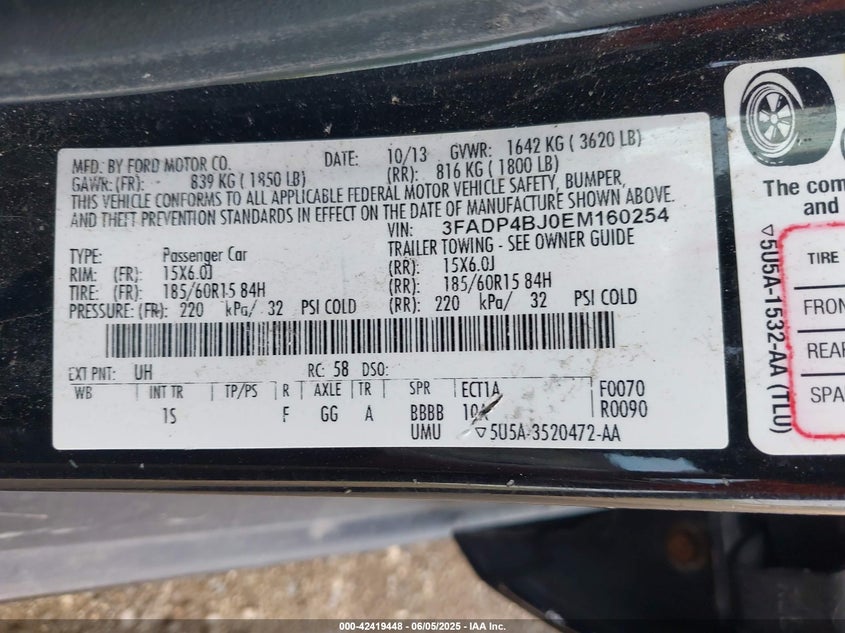 MFD. BY FORD MOTOR CO. DATE: 10/13 GVWR: 1642 KG ( 3620 LB)
GAWR: (FR): 839 KG ( 1850 LB) (RR): 816 KG ( 1800 LB)
THIS VEHICLE CONFORMS TO ALL APPLICABLE FEDERAL MOTOR VEHICLE SAFETY, BUMPER,
AND THEFT PREVENTION STANDARDS IN EFFECT ON THE DATE OF MANUFACTURE SHOWN ABOVE.
VIN: 3FADP4BJ0EM160254
TYPE: Passenger Car TRAILER TOWING - SEE OWNER GUIDE
RIM: (FR): 15X6.0J (RR): 15X6.0J
TIRE: (FR): 185/60R15 84H (RR): 185/60R15 84H
PRESSURE: (FR): 220 kPa/ 32 PSI COLD (RR): 220 kPa/ 32 PSI COLD
EXT PNT: UH RC: 58 DSO:
WB INT TR TP/PS R AXLE TR SPR ECT1A F0070
1S F GG A BBBB 10A R0090
UMU ▽5U5A-3520472-AA
The com
and
▽5U5A-1532-AA (TLU)
TIRE
FRON
REAR
SPA
000-42419448 - 06/05/2025 - IAA Inc.